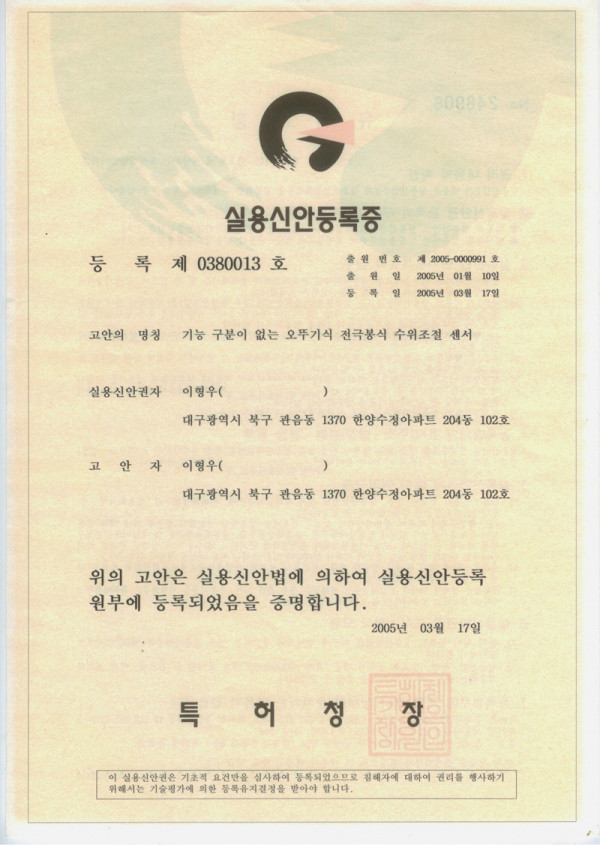 실용신안등록증
등 록 제 0380013 호
출 원 번 호 제 2005-0000991 호
출 원 일 2005년 01월 10일
등 록 일 2005년 03월 17일
고안의 명칭 기능 구분이 없는 오뚜기식 전극봉식 수위조절 센서
실용신안권자 이형우( )
대구광역시 북구 관음동 1370 한양수정아파트 204동 102호
고 안 자 이형우( )
대구광역시 북구 관음동 1370 한양수정아파트 204동 102호
위의 고안은 실용신안법에 의하여 실용신안등록
원부에 등록되었음을 증명합니다.
2005년 03월 17일
특 허 청 장
이 실용신안권은 기초적 요건만을 심사하여 등록되었으므로 침해자에 대하여 권리를 행사하기
위해서는 기술평가에 의한 등록유지결정을 받아야 합니다.